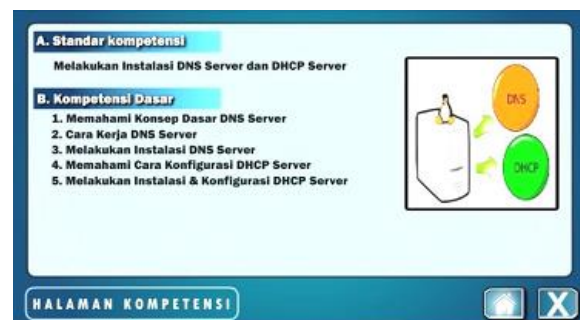 A. Standar kompetensi
Melakukan Instalasi DNS Server dan DHCP Server
B. Kompetensi Dasar
1. Memahami Konsep Dasar DNS Server
2. Cara Kerja DNS Server
3. Melakukan Instalasi DNS Server
4. Memahami Cara Konfigurasi DHCP Server
5. Melakukan Instalasi & Konfigurasi DHCP Server
DNS
DHCP
HALAMAN KOMPETENSI
X